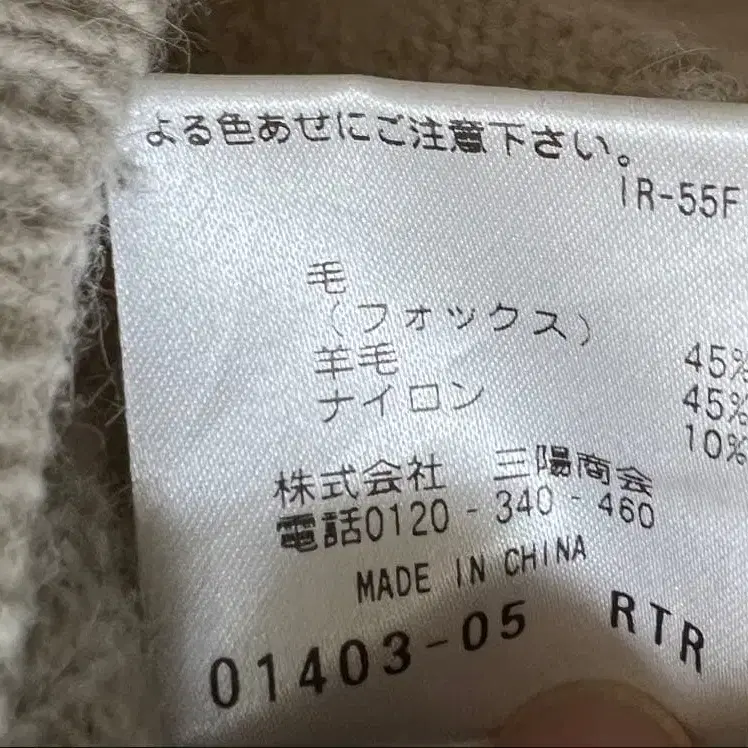 よる色あせにご注意下さい。
IR-55F
毛
(フォックス) 45%
羊毛 45%
ナイロン 10%
株式会社 三陽商会
電話0120-340-460
MADE IN CHINA
01403-05 RTR